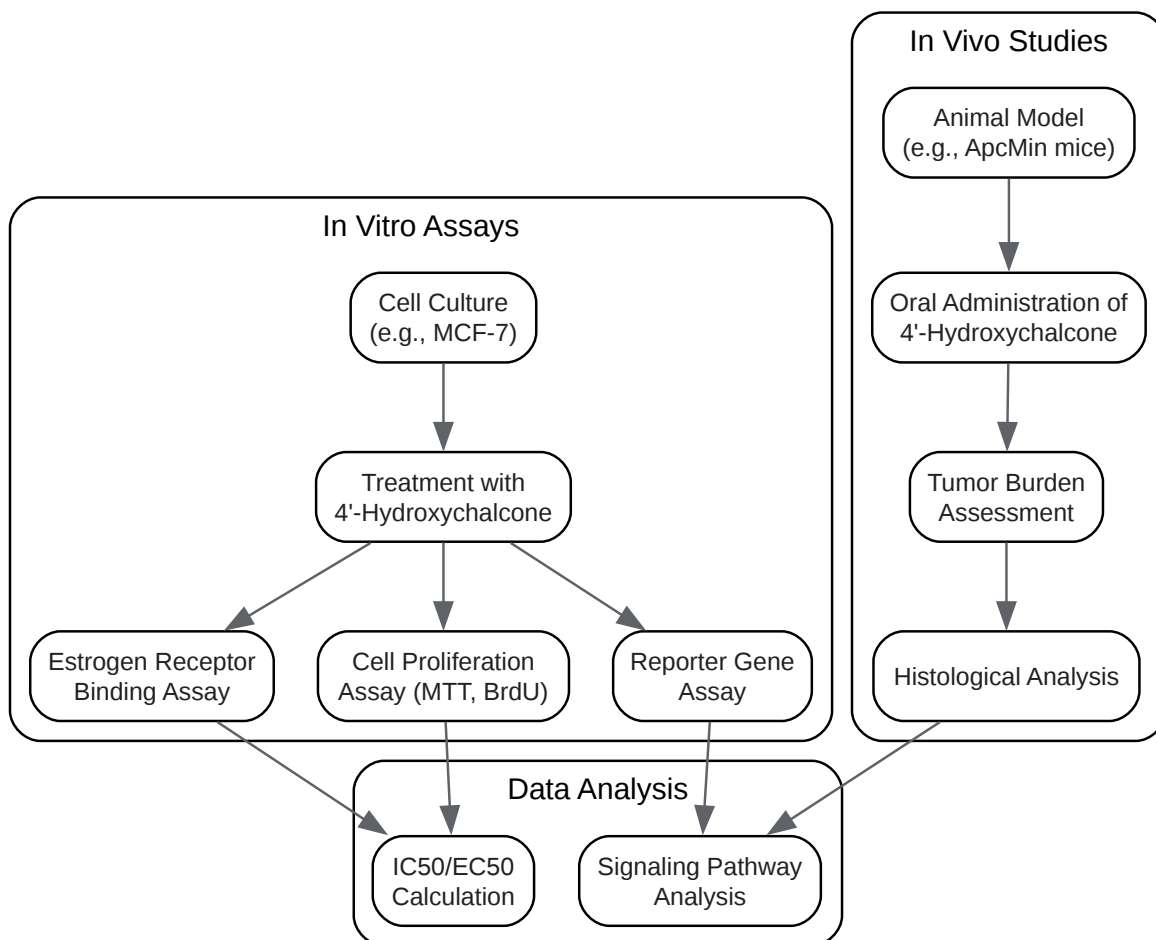 In Vivo Studies
Animal Model
(e.g., ApcMin mice)
Oral Administration of
4'-Hydroxychalcone
Tumor Burden
Assessment
Histological Analysis
In Vitro Assays
Cell Culture
(e.g., MCF-7)
Treatment with
4'-Hydroxychalcone
Estrogen Receptor
Binding Assay
Cell Proliferation
Assay (MTT, BrdU)
Reporter Gene
Assay
Data Analysis
IC50/EC50
Calculation
Signaling Pathway
Analysis